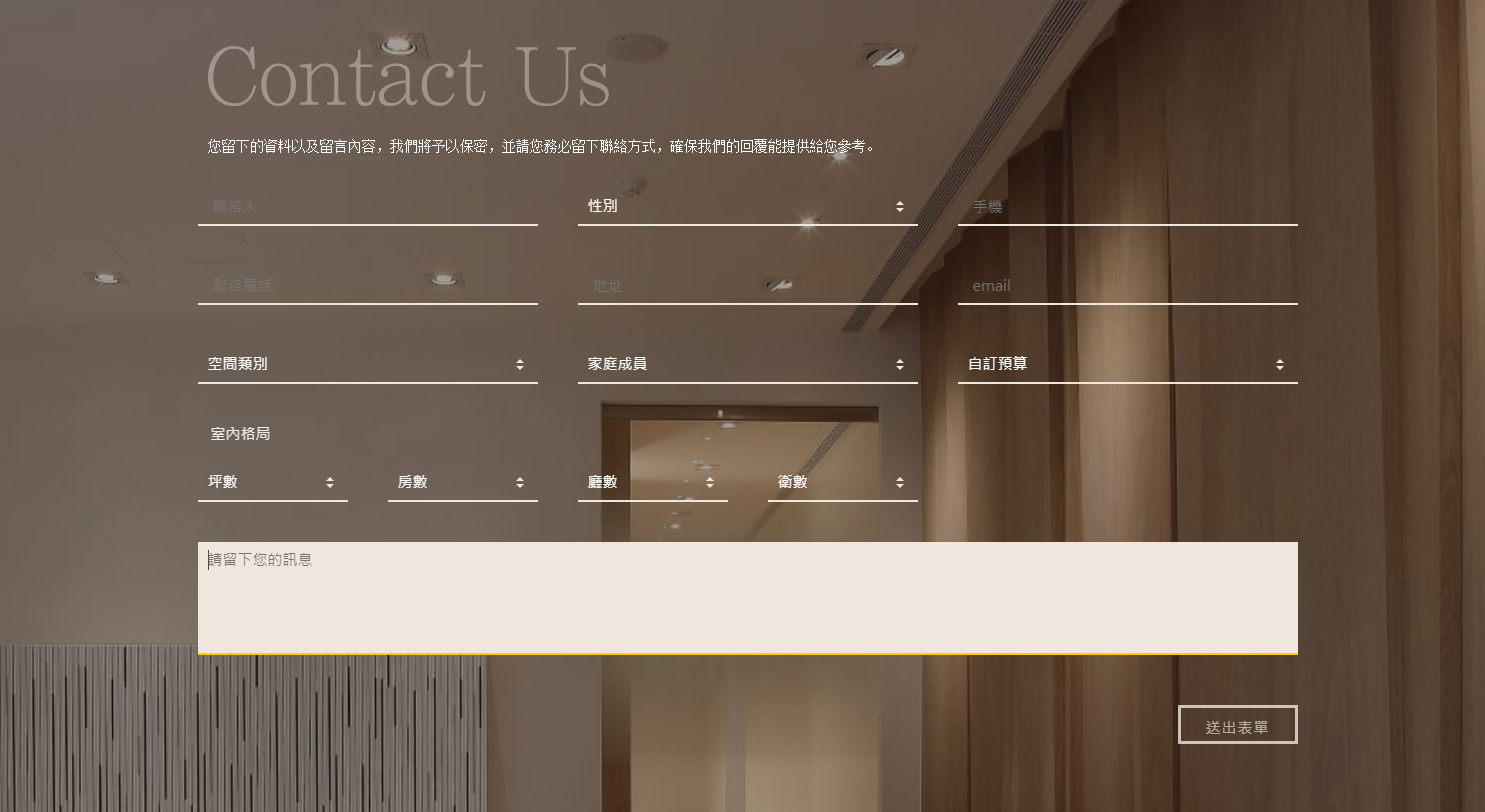 Contact Us
您留下的資料以及留言內容，我們將予以保密，並請您務必留下聯絡方式，確保我們的回覆能提供給您參考。
聯絡人
性別
手機
聯絡電話
地址
email
空間類別
家庭成員
自訂預算
室內格局
坪數
房數
廳數
衛數
請留下您的訊息
送出表單